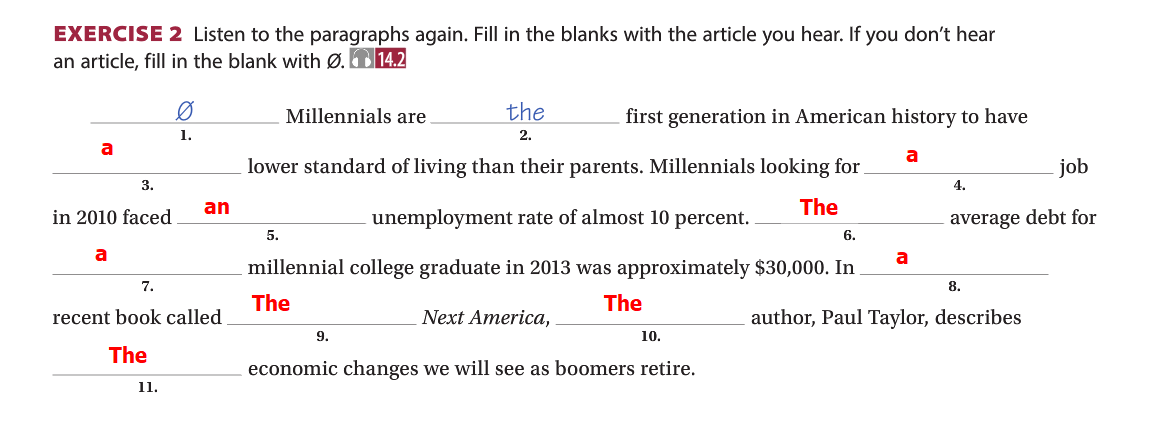 EXERCISE 2 Listen to the paragraphs again. Fill in the blanks with the article you hear. If you don't hear
an article, fill in the blank with Ø. 14.2
Ø Millennials are the first generation in American history to have
1. 2.
a lower standard of living than their parents. Millennials looking for a job
3. 4.
in 2010 faced an unemployment rate of almost 10 percent. The average debt for
5. 6.
a millennial college graduate in 2013 was approximately $30,000. In a
7. 8.
recent book called The Next America, The author, Paul Taylor, describes
9. 10.
The economic changes we will see as boomers retire.
11.